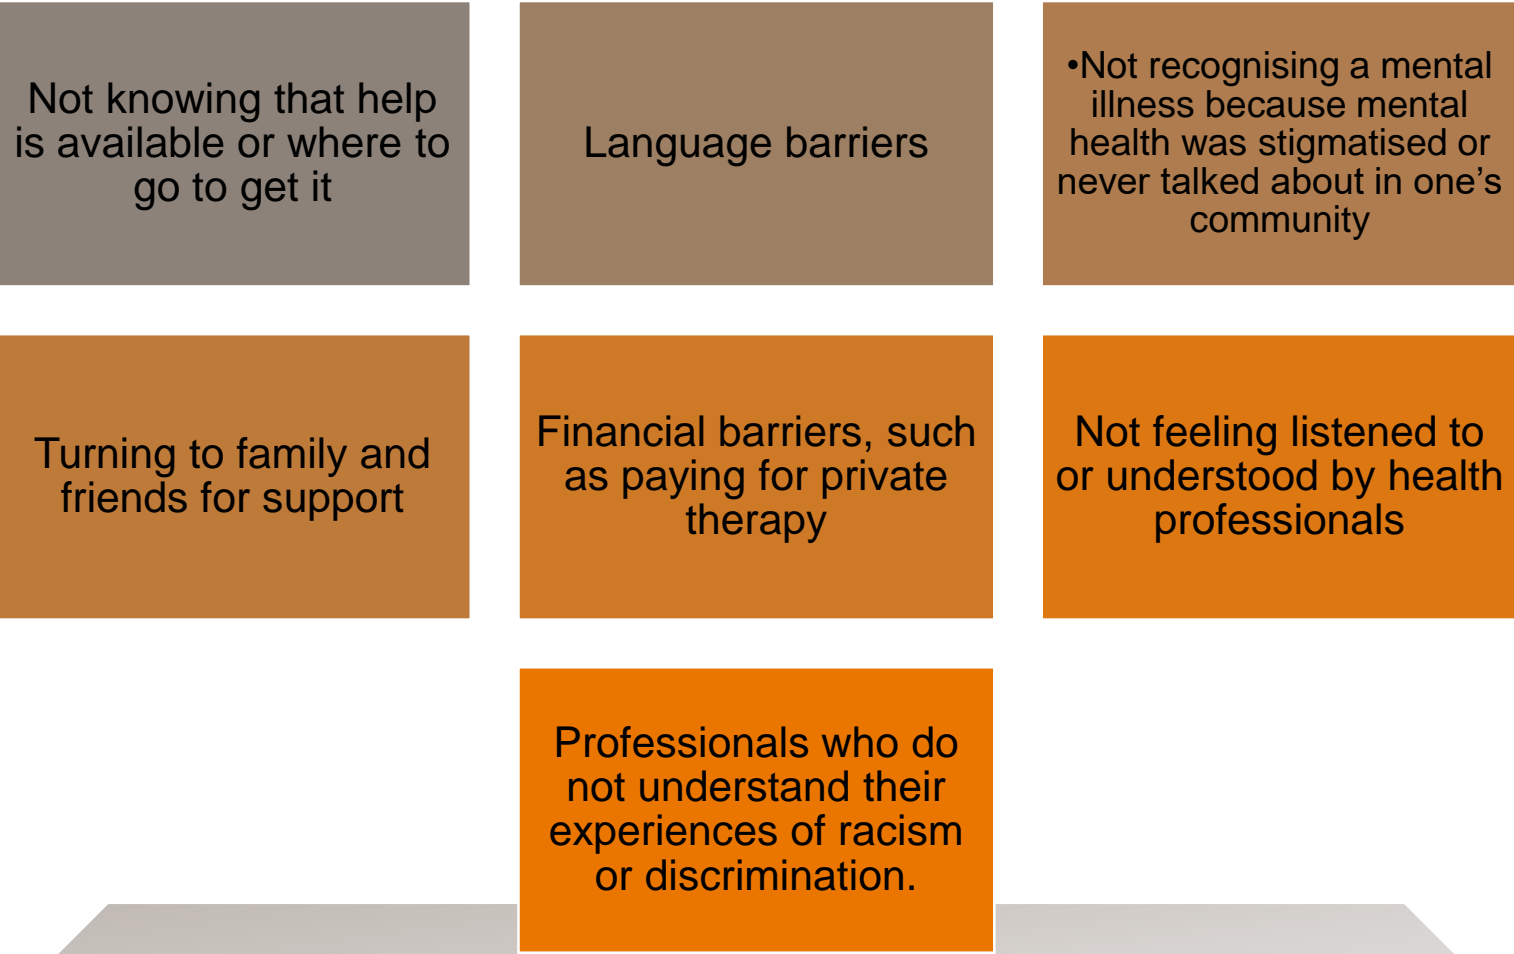 Not knowing that help
is available or where to
go to get it
Language barriers
•Not recognising a mental
illness because mental
health was stigmatised or
never talked about in one’s
community
Turning to family and
friends for support
Financial barriers, such
as paying for private
therapy
Not feeling listened to
or understood by health
professionals
Professionals who do
not understand their
experiences of racism
or discrimination.